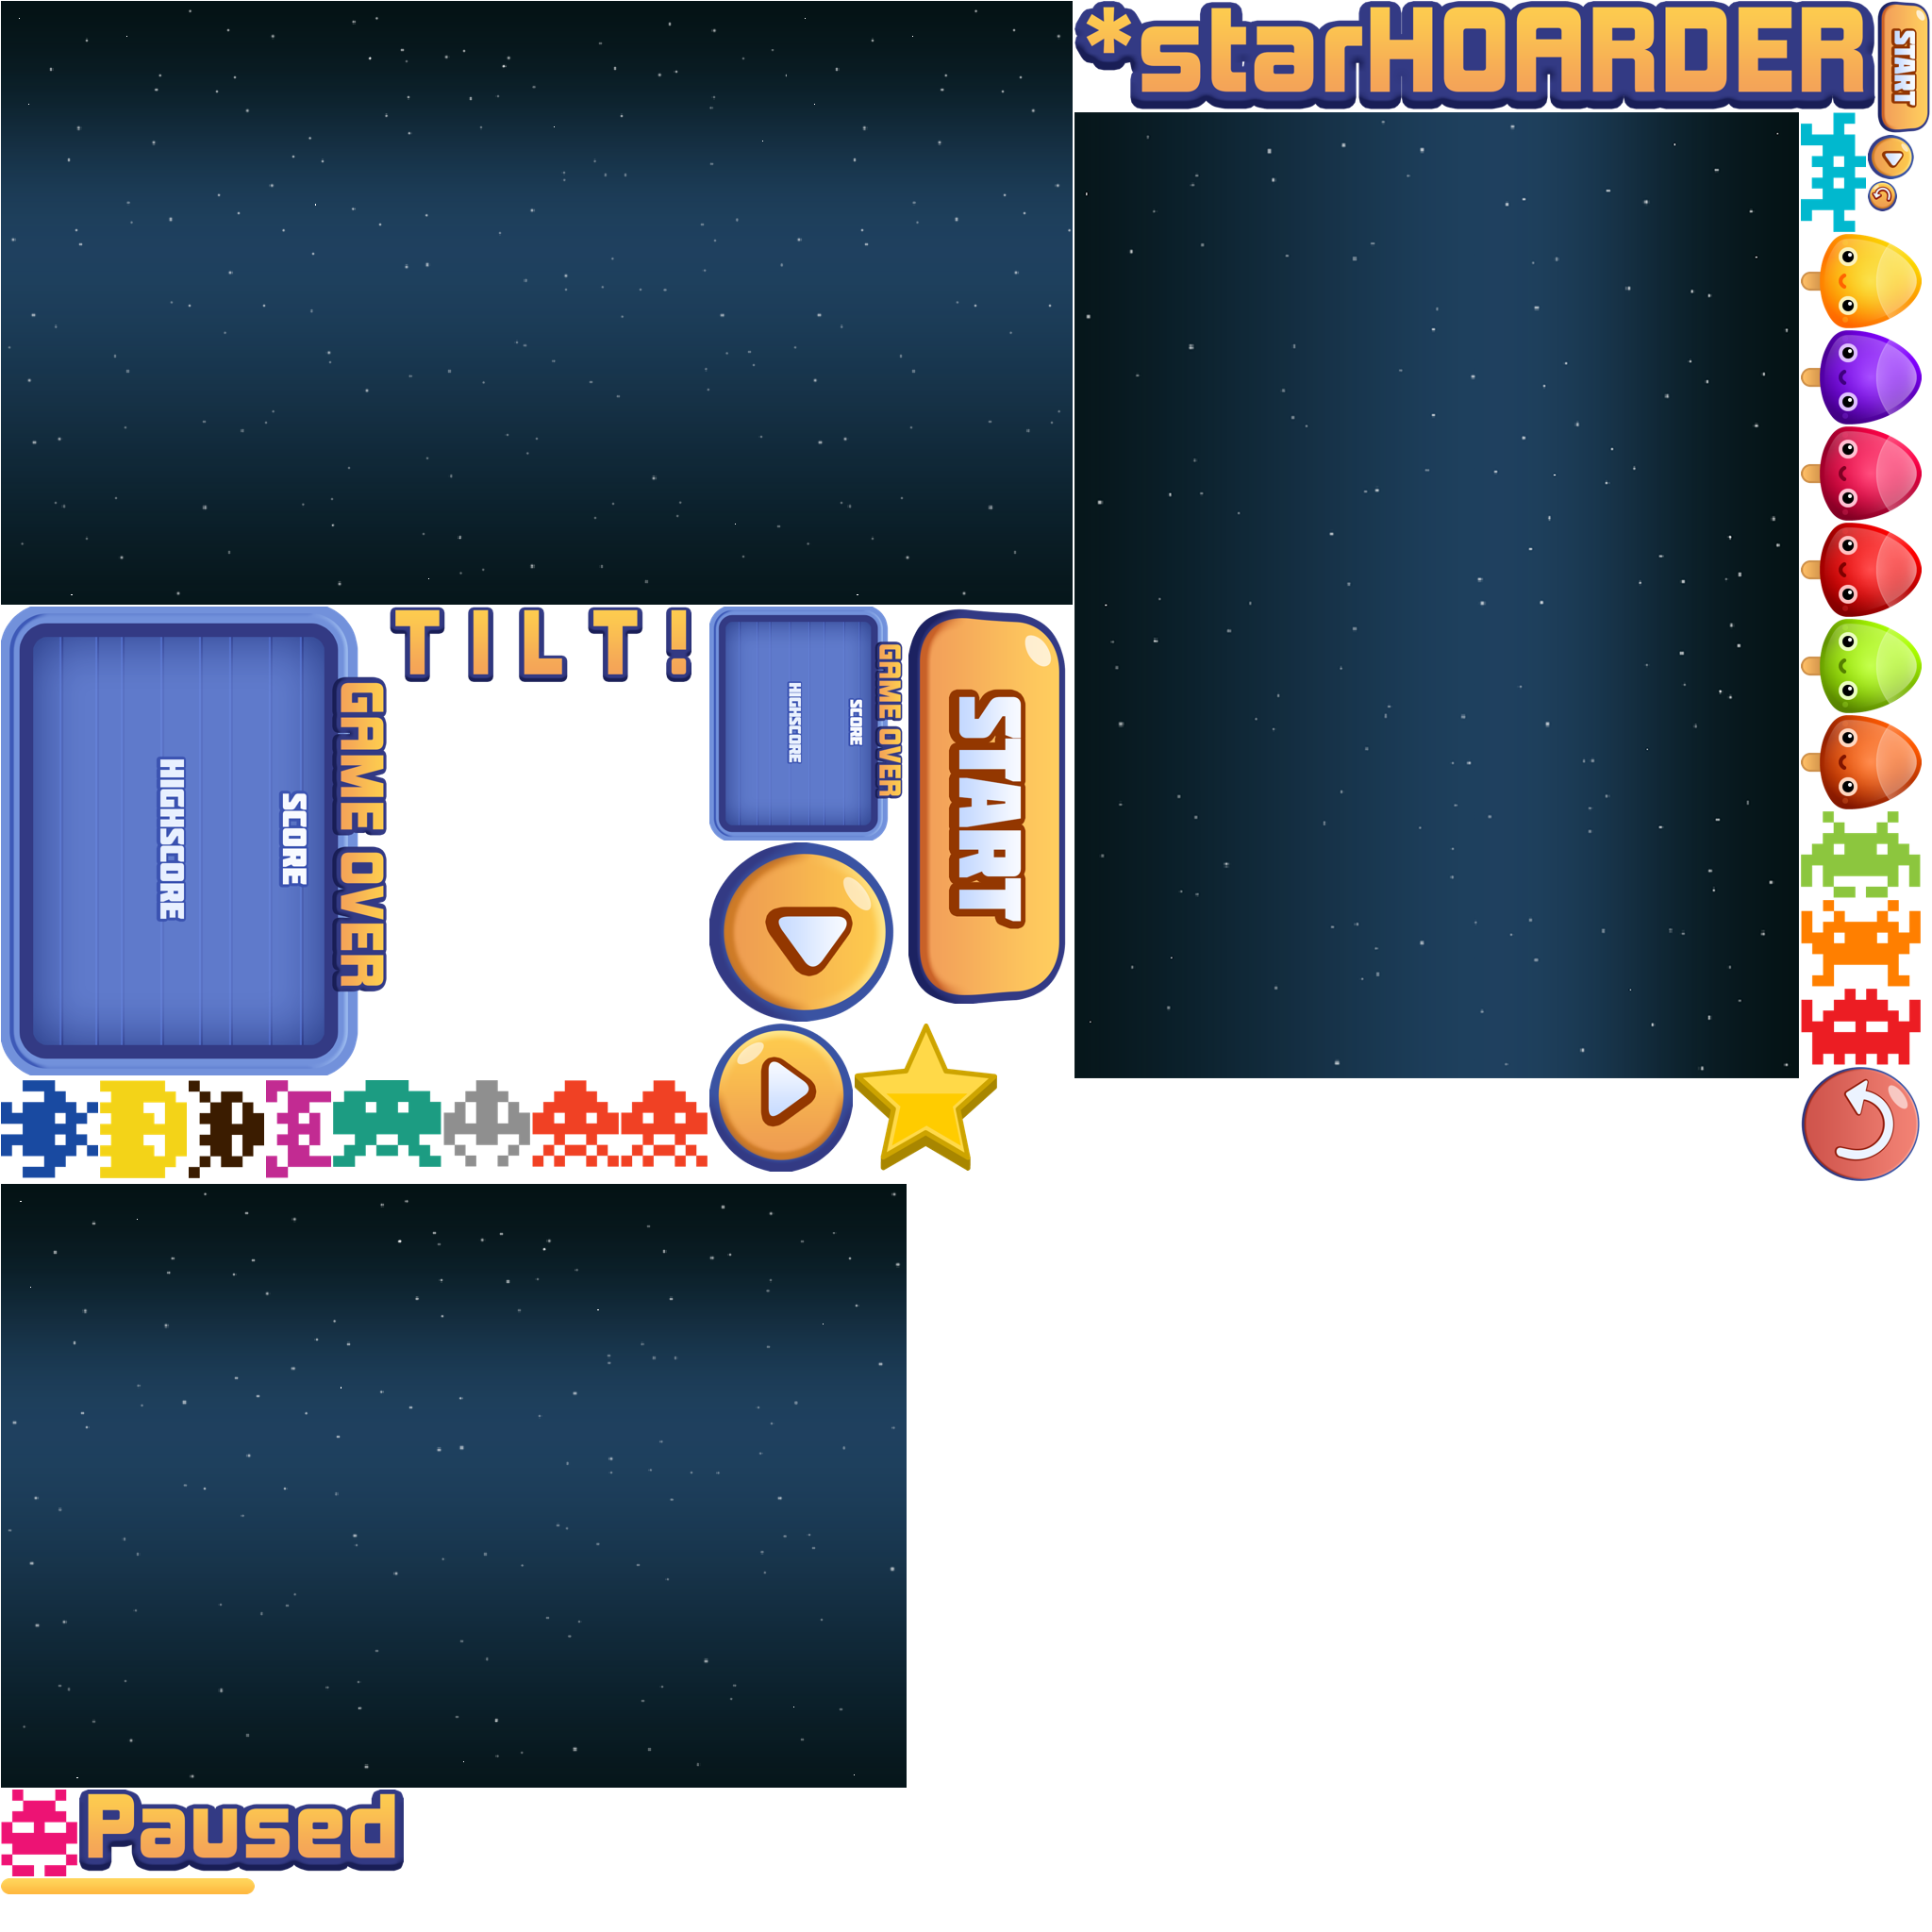 *starHOARDER
START
TILT!
GAME OVER
SCORE
HIGHSCORE
GAME OVER
SCORE
HIGHSCORE
START
Paused